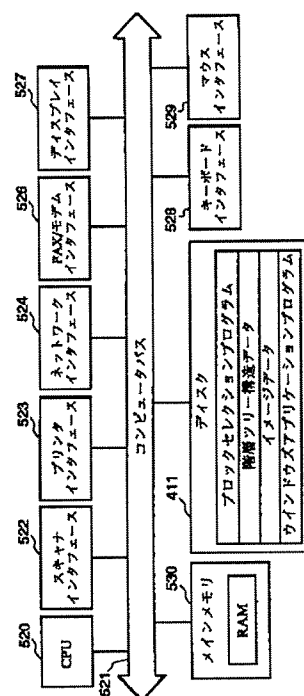 520
CPU
522
スキャナ
インタフェース
523
プリンタ
インタフェース
524
ネットワーク
インタフェース
526
FAX/モデム
インタフェース
527
ディスプレイ
インタフェース
521
コンピュータバス
530
メインメモリ
RAM
411
ディスク
ブロックセレクションプログラム
階層ツリー構造データ
イメージデータ
ウインドウズアプリケーションプログラム
528
キーボード
インタフェース
529
マウス
インタフェース